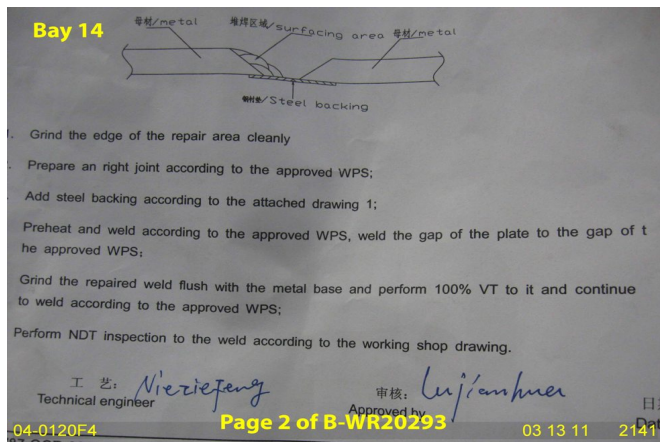 Bay 14
母材/metal 堆焊区域/surfacing area 母材/metal
钢衬垫/Steel backing
1. Grind the edge of the repair area cleanly
. Prepare an right joint according to the approved WPS;
Add steel backing according to the attached drawing 1;
Preheat and weld according to the approved WPS, weld the gap of the plate to the gap of t
he approved WPS;
Grind the repaired weld flush with the metal base and perform 100% VT to it and continue
to weld according to the approved WPS;
Perform NDT inspection to the weld according to the working shop drawing.
工 艺: Nieziefeng 审核:
Technical engineer Approved by 日
04-0120F4 Page 2 of B-WR20293 03 13 11 2141